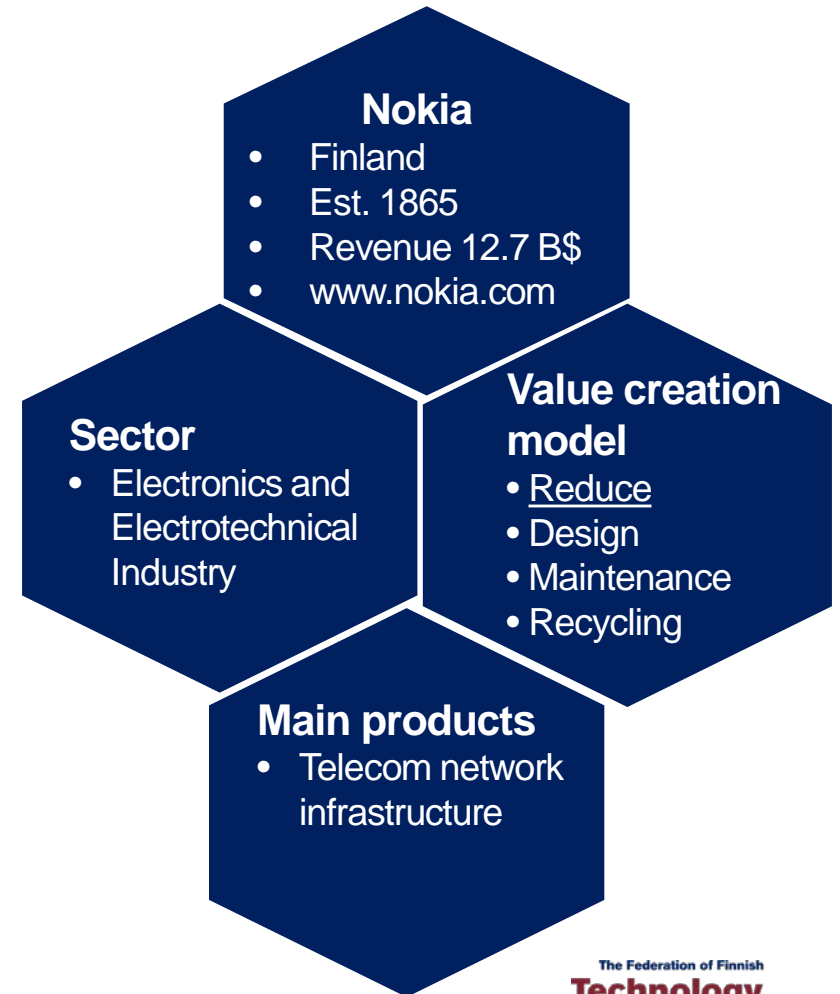 Nokia
• Finland
• Est. 1865
• Revenue 12.7 B$
• www.nokia.com
Sector
• Electronics and
Electrotechnical
Industry
Value creation
model
• Reduce
• Design
• Maintenance
• Recycling
Main products
• Telecom network
infrastructure
The Federation of Finnish
Technology